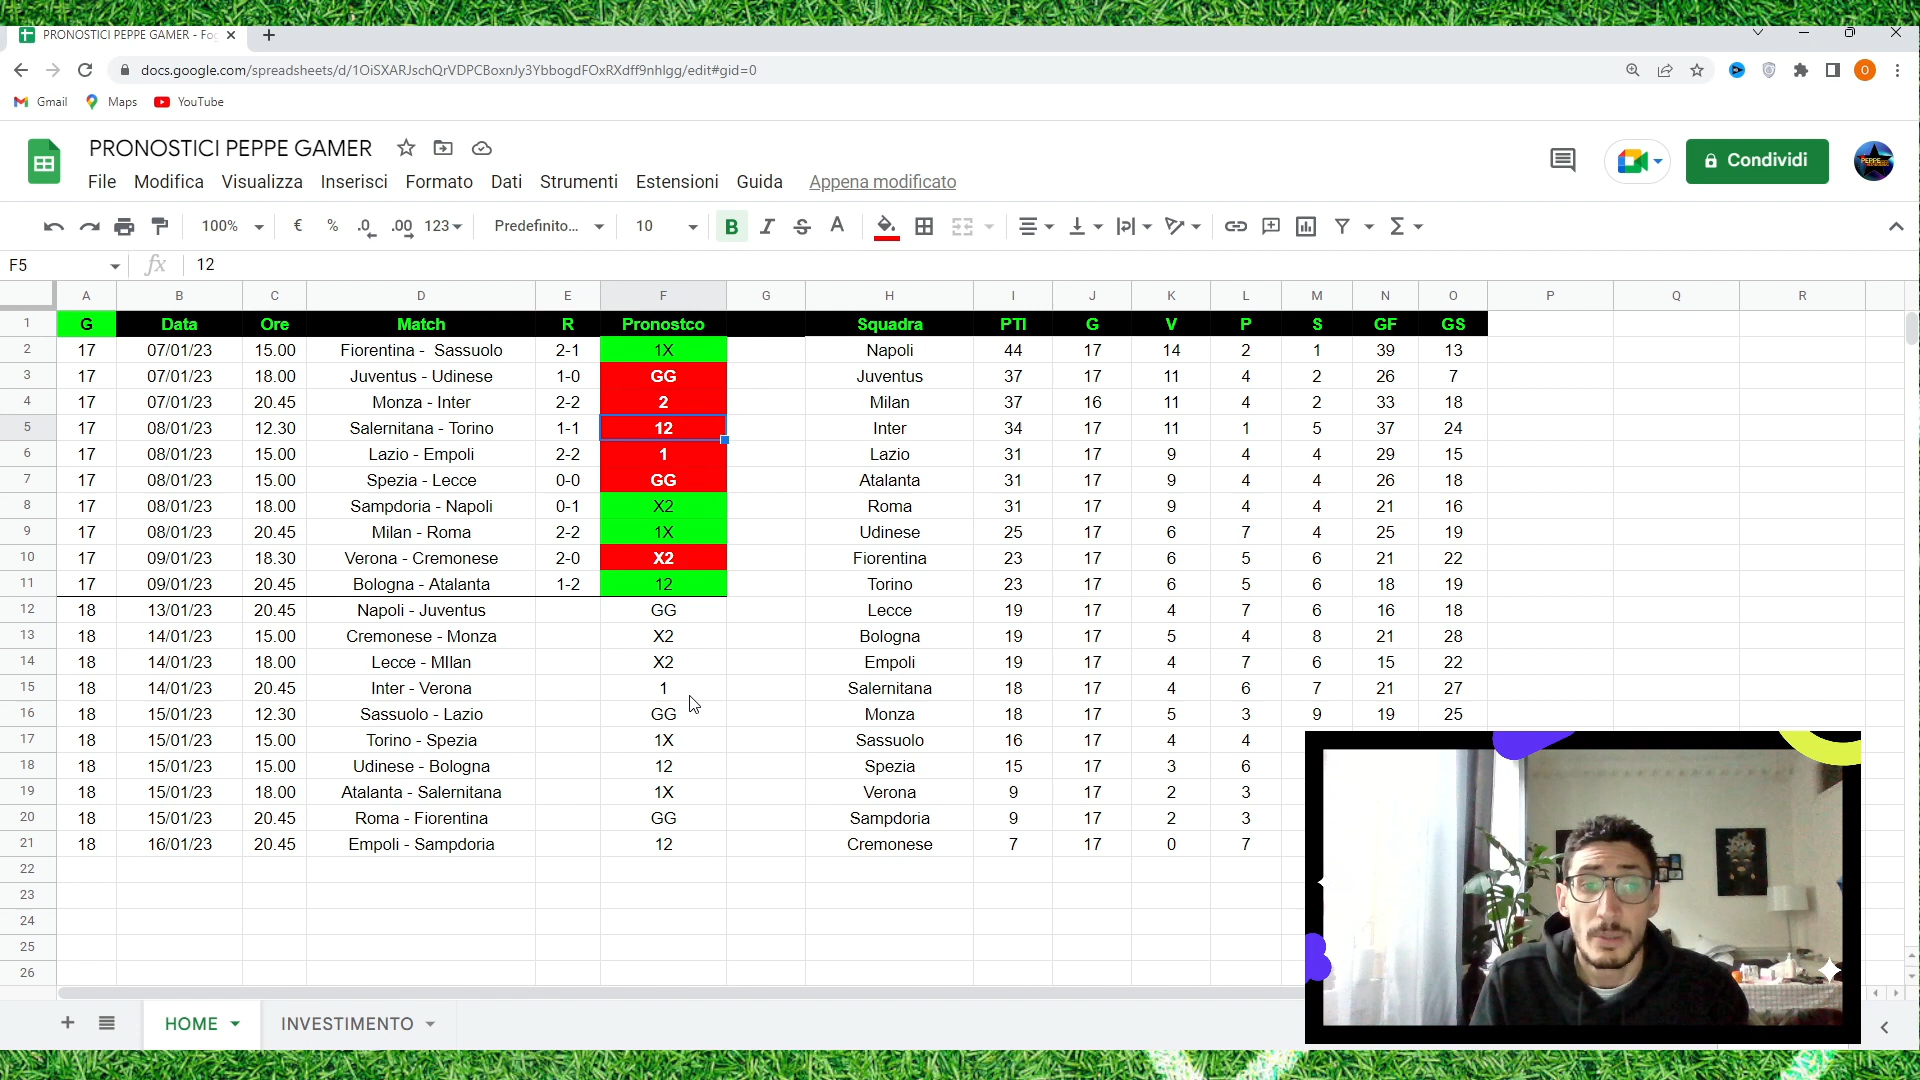 PRONOSTICI PEPPE GAMER - Fo
docs.google.com/spreadsheets/d/1OiSXARJschQrVDPCBoxnJy3YbbogdFOxRXdff9nhlgg/edit#gid=0
O
Gmail Maps YouTube
PRONOSTICI PEPPE GAMER
File Modifica Visualizza Inserisci Formato Dati Strumenti Estensioni Guida Appena modificato
Condividi
PEPPE
100% € % .0 .00 123 Predefinito... 10 B I S A
F5 fx 12
A B C D E F G H I J K L M N O P Q R
1 G Data Ore Match R Pronostco Squadra PTI G V P S GF GS
2 17 07/01/23 15.00 Fiorentina - Sassuolo 2-1 1X Napoli 44 17 14 2 1 39 13
3 17 07/01/23 18.00 Juventus - Udinese 1-0 GG Juventus 37 17 11 4 2 26 7
4 17 07/01/23 20.45 Monza - Inter 2-2 2 Milan 37 16 11 4 2 33 18
5 17 08/01/23 12.30 Salernitana - Torino 1-1 12 Inter 34 17 11 1 5 37 24
6 17 08/01/23 15.00 Lazio - Empoli 2-2 1 Lazio 31 17 9 4 4 29 15
7 17 08/01/23 15.00 Spezia - Lecce 0-0 GG Atalanta 31 17 9 4 4 26 18
8 17 08/01/23 18.00 Sampdoria - Napoli 0-1 X2 Roma 31 17 9 4 4 21 16
9 17 08/01/23 20.45 Milan - Roma 2-2 1X Udinese 25 17 6 7 4 25 19
10 17 09/01/23 18.30 Verona - Cremonese 2-0 X2 Fiorentina 23 17 6 5 6 21 22
11 17 09/01/23 20.45 Bologna - Atalanta 1-2 12 Torino 23 17 6 5 6 18 19
12 18 13/01/23 20.45 Napoli - Juventus GG Lecce 19 17 4 7 6 16 18
13 18 14/01/23 15.00 Cremonese - Monza X2 Bologna 19 17 5 4 8 21 28
14 18 14/01/23 18.00 Lecce - MIlan X2 Empoli 19 17 4 7 6 15 22
15 18 14/01/23 20.45 Inter - Verona 1 Salernitana 18 17 4 6 7 21 27
16 18 15/01/23 12.30 Sassuolo - Lazio GG Monza 18 17 5 3 9 19 25
17 18 15/01/23 15.00 Torino - Spezia 1X Sassuolo 16 17 4 4
18 18 15/01/23 15.00 Udinese - Bologna 12 Spezia 15 17 3 6
19 18 15/01/23 18.00 Atalanta - Salernitana 1X Verona 9 17 2 3
20 18 15/01/23 20.45 Roma - Fiorentina GG Sampdoria 9 17 2 3
21 18 16/01/23 20.45 Empoli - Sampdoria 12 Cremonese 7 17 0 7
22
23
24
25
26
HOME INVESTIMENTO